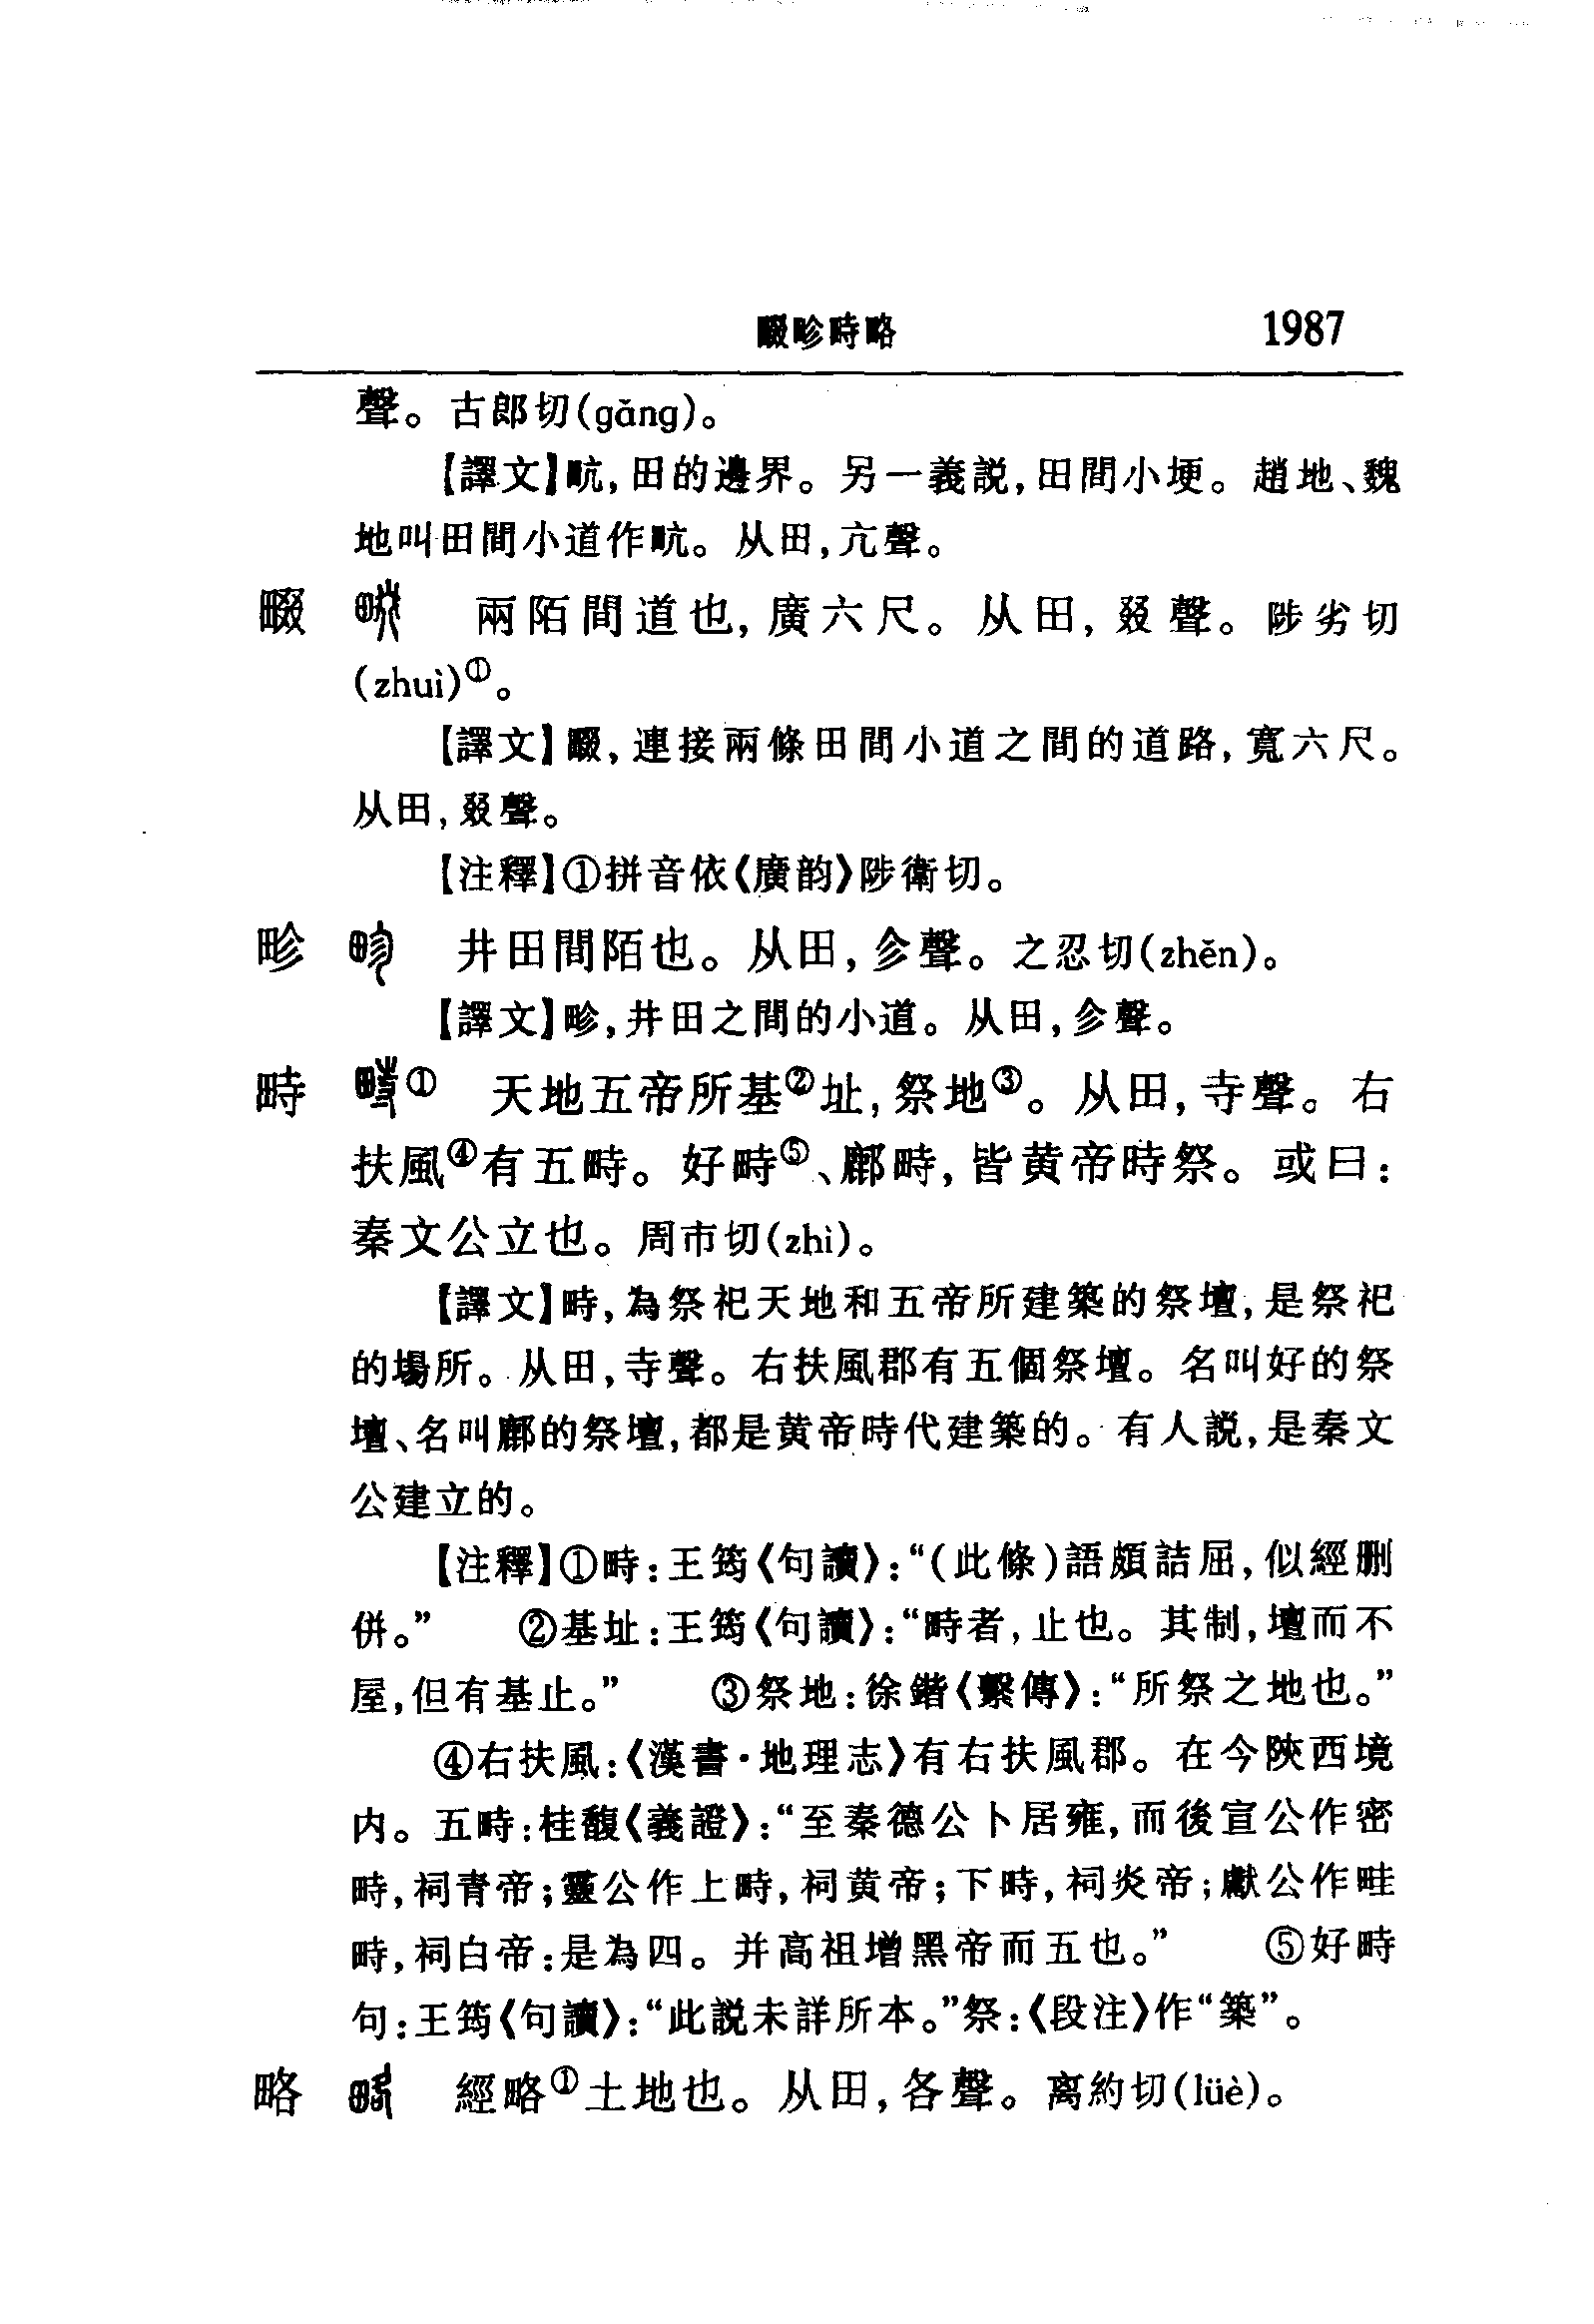 畷畛畤略 1987
聲。古郎切(gǎng)。
【譯文】畂,田的邊界。另一義説,田間小埂。趙地、魏
地叫田間小道作畂。从田,亢聲。
畷 兩陌間道也,廣六尺。从田,叕聲。陟劣切
(zhuì)①。
【譯文】畷,連接兩條田間小道之間的道路,寬六尺。
从田,叕聲。
【注釋】①拼音依《廣韵》陟衛切。
畛 井田間陌也。从田,㐱聲。之忍切(zhěn)。
【譯文】畛,井田之間的小道。从田,㐱聲。
畤 ① 天地五帝所基②址,祭地③。从田,寺聲。右
扶風④有五畤。好畤⑤、鄜畤,皆黄帝時祭。或曰:
秦文公立也。周市切(zhì)。
【譯文】畤,為祭祀天地和五帝所建築的祭壇,是祭祀
的場所。从田,寺聲。右扶風郡有五個祭壇。名叫好的祭
壇、名叫鄜的祭壇,都是黄帝時代建築的。有人説,是秦文
公建立的。
【注釋】①畤:王筠《句讀》:“(此條)語頗詰屈,似經刪
併。” ②基址:王筠《句讀》:“畤者,止也。其制,壇而不
屋,但有基止。” ③祭地:徐鍇《繫傳》:“所祭之地也。”
④右扶風:《漢書·地理志》有右扶風郡。在今陝西境
内。五畤:桂馥《義證》:“至秦德公卜居雍,而後宣公作密
畤,祠青帝;靈公作上畤,祠黄帝;下畤,祠炎帝;獻公作畦
畤,祠白帝:是為四。并高祖增黑帝而五也。” ⑤好畤
句:王筠《句讀》:“此説未詳所本。”祭:《段注》作“築”。
略 經略①土地也。从田,各聲。离約切(lüè)。